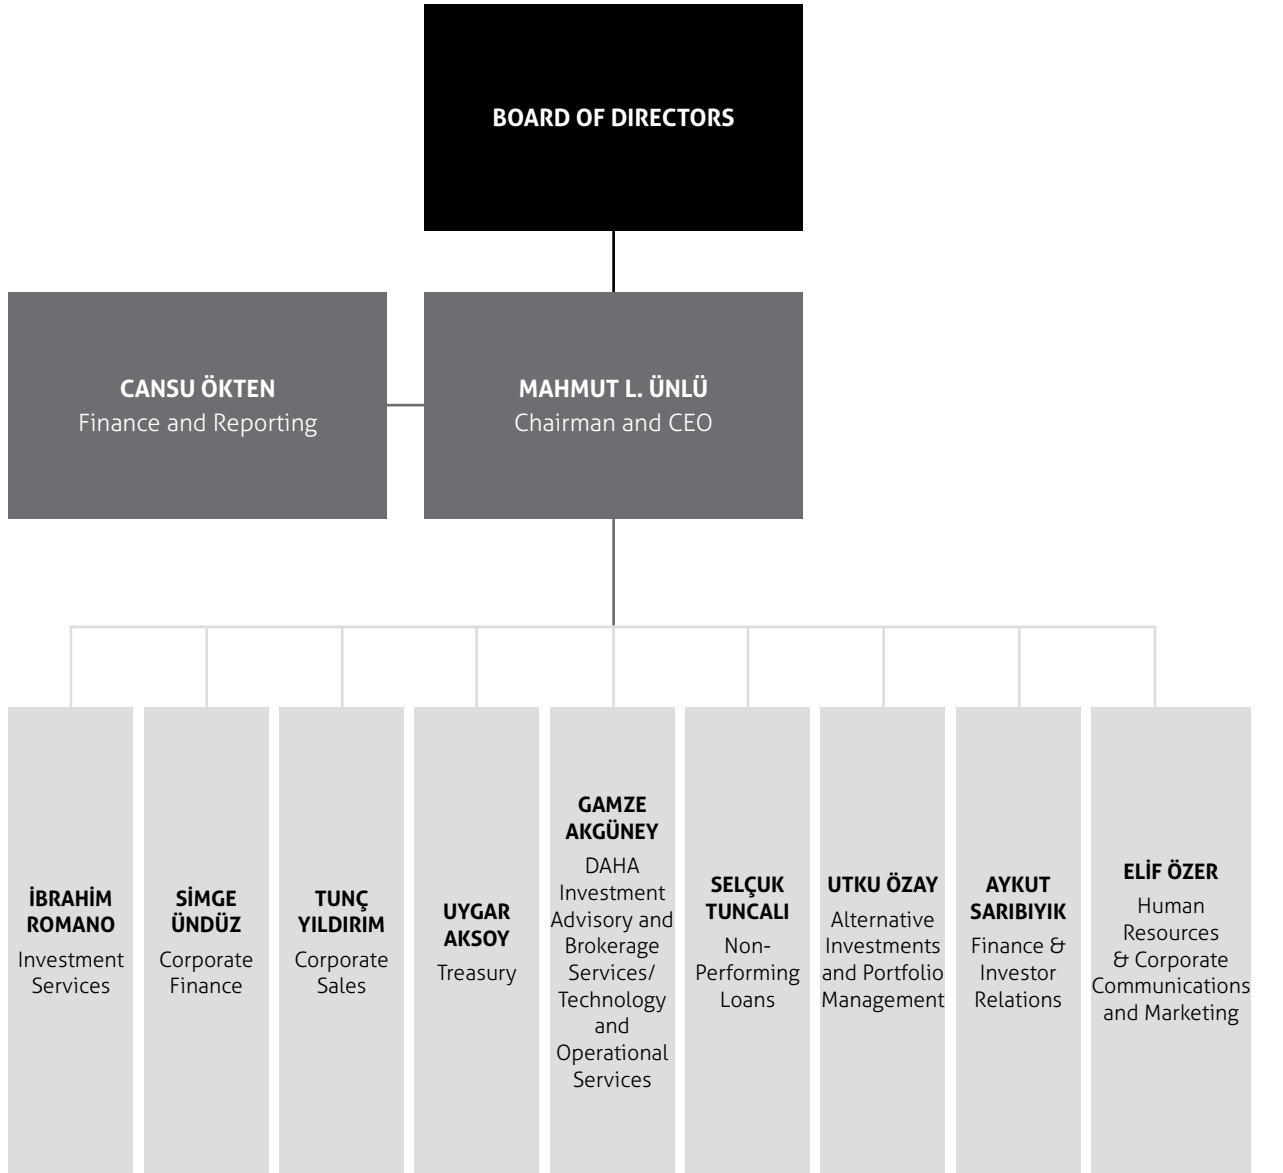 BOARD OF DIRECTORS
CANSU ÖKTEN
Finance and Reporting
MAHMUT L. ÜNLÜ
Chairman and CEO
İBRAHİM
ROMANO
Investment
Services
SİMGE
ÜNDÜZ
Corporate
Finance
TUNÇ
YILDIRIM
Corporate
Sales
UYGAR
AKSOY
Treasury
GAMZE
AKGÜNEY
DAHA
Investment
Advisory and
Brokerage
Services/
Technology
and
Operational
Services
SELÇUK
TUNCALI
Non-
Performing
Loans
UTKU ÖZAY
Alternative
Investments
and Portfolio
Management
AYKUT
SARIBIYIK
Finance &
Investor
Relations
ELİF ÖZER
Human
Resources
& Corporate
Communications
and Marketing